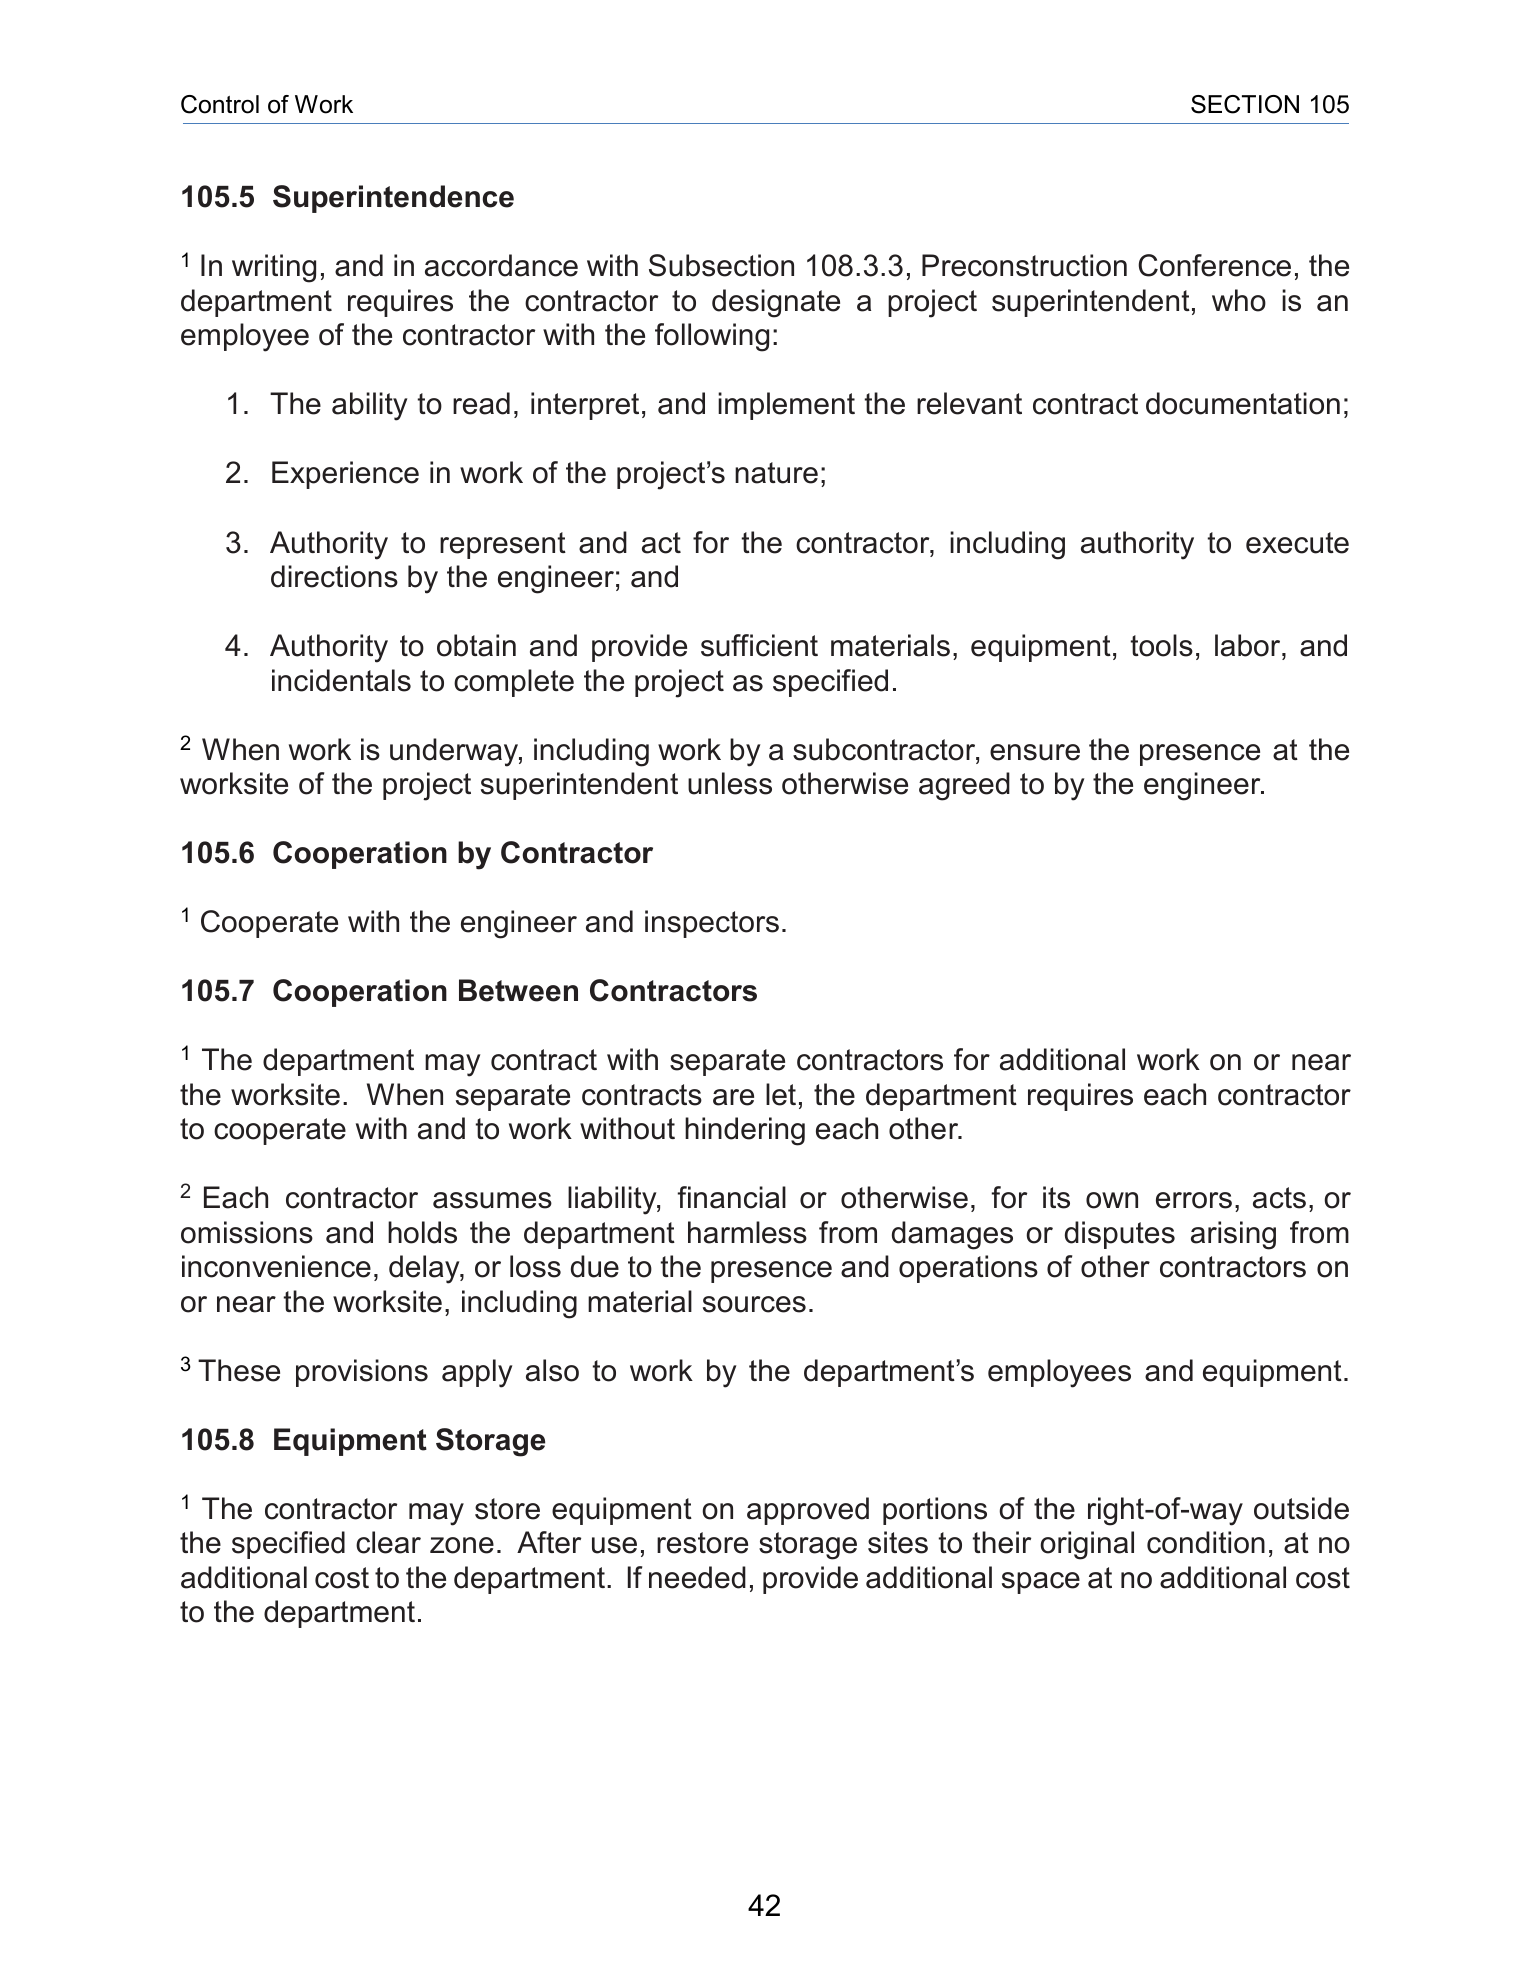 Control of Work SECTION 105
105.5 Superintendence
1 In writing, and in accordance with Subsection 108.3.3, Preconstruction Conference, the
department requires the contractor to designate a project superintendent, who is an
employee of the contractor with the following:
1. The ability to read, interpret, and implement the relevant contract documentation;
2. Experience in work of the project’s nature;
3. Authority to represent and act for the contractor, including authority to execute
directions by the engineer; and
4. Authority to obtain and provide sufficient materials, equipment, tools, labor, and
incidentals to complete the project as specified.
2 When work is underway, including work by a subcontractor, ensure the presence at the
worksite of the project superintendent unless otherwise agreed to by the engineer.
105.6 Cooperation by Contractor
1 Cooperate with the engineer and inspectors.
105.7 Cooperation Between Contractors
1 The department may contract with separate contractors for additional work on or near
the worksite. When separate contracts are let, the department requires each contractor
to cooperate with and to work without hindering each other.
2 Each contractor assumes liability, financial or otherwise, for its own errors, acts, or
omissions and holds the department harmless from damages or disputes arising from
inconvenience, delay, or loss due to the presence and operations of other contractors on
or near the worksite, including material sources.
3 These provisions apply also to work by the department’s employees and equipment.
105.8 Equipment Storage
1 The contractor may store equipment on approved portions of the right-of-way outside
the specified clear zone. After use, restore storage sites to their original condition, at no
additional cost to the department. If needed, provide additional space at no additional cost
to the department.
42